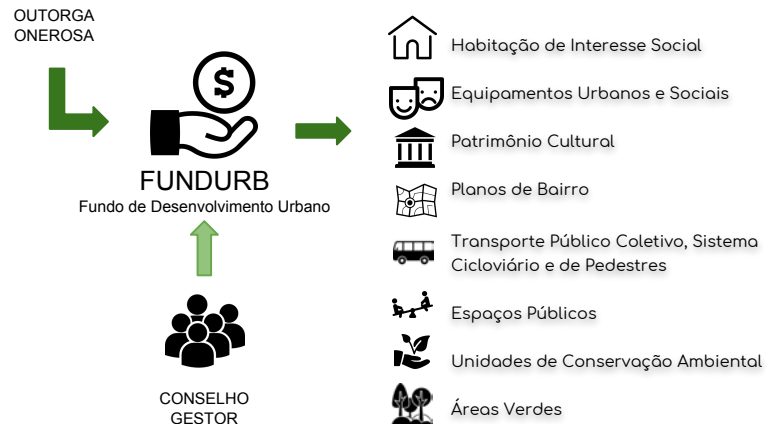 OUTORGA
ONEROSA
$
FUNDURB
Fundo de Desenvolvimento Urbano
CONSELHO
GESTOR
Habitação de Interesse Social
Equipamentos Urbanos e Sociais
Patrimônio Cultural
Planos de Bairro
Transporte Público Coletivo, Sistema
Cicloviário e de Pedestres
Espaços Públicos
Unidades de Conservação Ambiental
Áreas Verdes